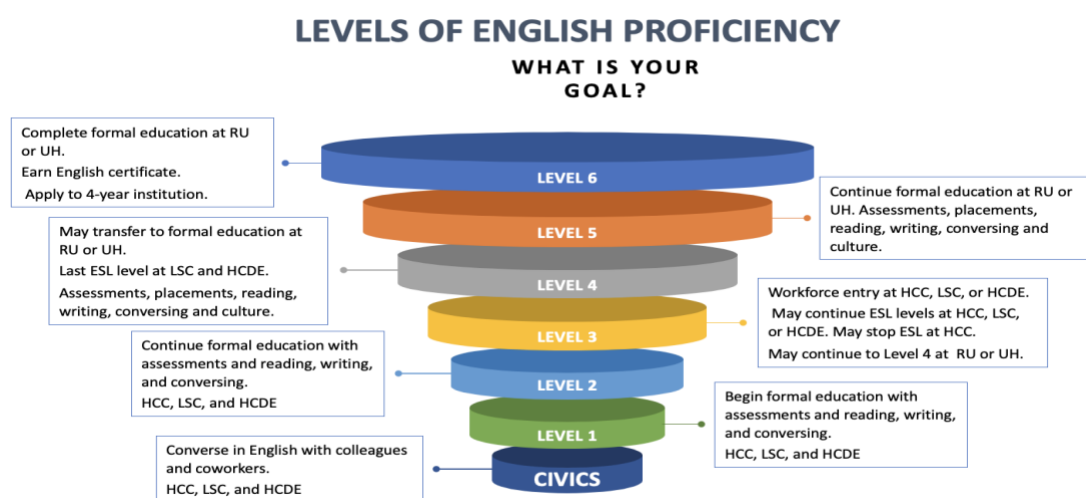 LEVELS OF ENGLISH PROFICIENCY
WHAT IS YOUR
GOAL?
Complete formal education at RU
or UH.
Earn English certificate.
Apply to 4-year institution.
LEVEL 6
Continue formal education at RU or
UH. Assessments, placements,
reading, writing, conversing and
culture.
LEVEL 5
May transfer to formal education at
RU or UH.
Last ESL level at LSC and HCDE.
Assessments, placements, reading,
writing, conversing and culture.
LEVEL 4
Workforce entry at HCC, LSC, or HCDE.
May continue ESL levels at HCC, LSC,
or HCDE. May stop ESL at HCC.
May continue to Level 4 at RU or UH.
LEVEL 3
Continue formal education with
assessments and reading, writing,
and conversing.
HCC, LSC, and HCDE
LEVEL 2
Begin formal education with
assessments and reading, writing,
and conversing.
HCC, LSC, and HCDE
LEVEL 1
Converse in English with colleagues
and coworkers.
HCC, LSC, and HCDE
CIVICS